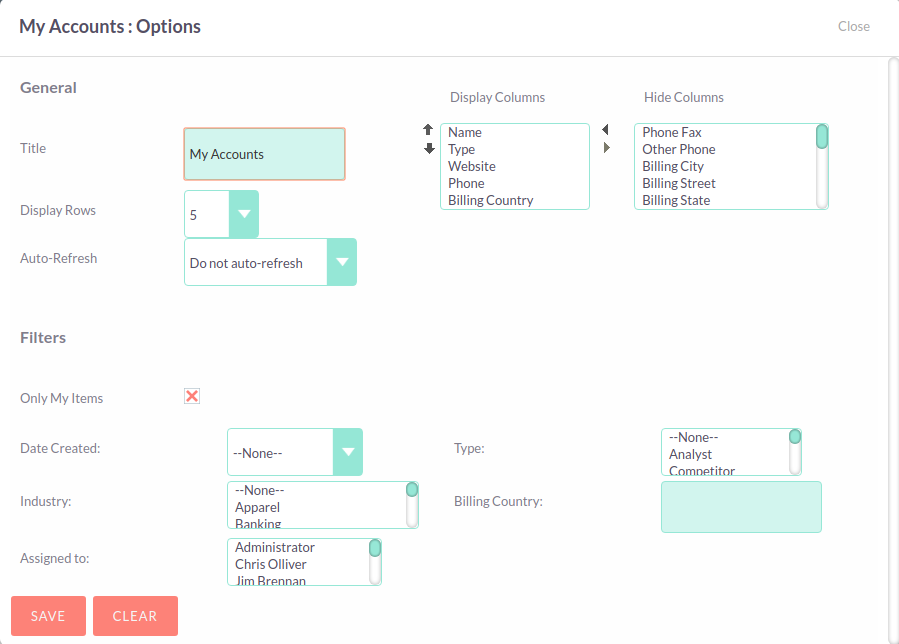 My Accounts : Options
Close
General
Display Columns
Hide Columns
Title
My Accounts
Name
Type
Website
Phone
Billing Country
Phone Fax
Other Phone
Billing City
Billing Street
Billing State
Display Rows
5
Auto-Refresh
Do not auto-refresh
Filters
Only My Items
Date Created:
--None--
Type:
--None--
Analyst
Competitor
Industry:
--None--
Apparel
Banking
Billing Country:
Assigned to:
Administrator
Chris Olliver
Jim Brennan
SAVE
CLEAR